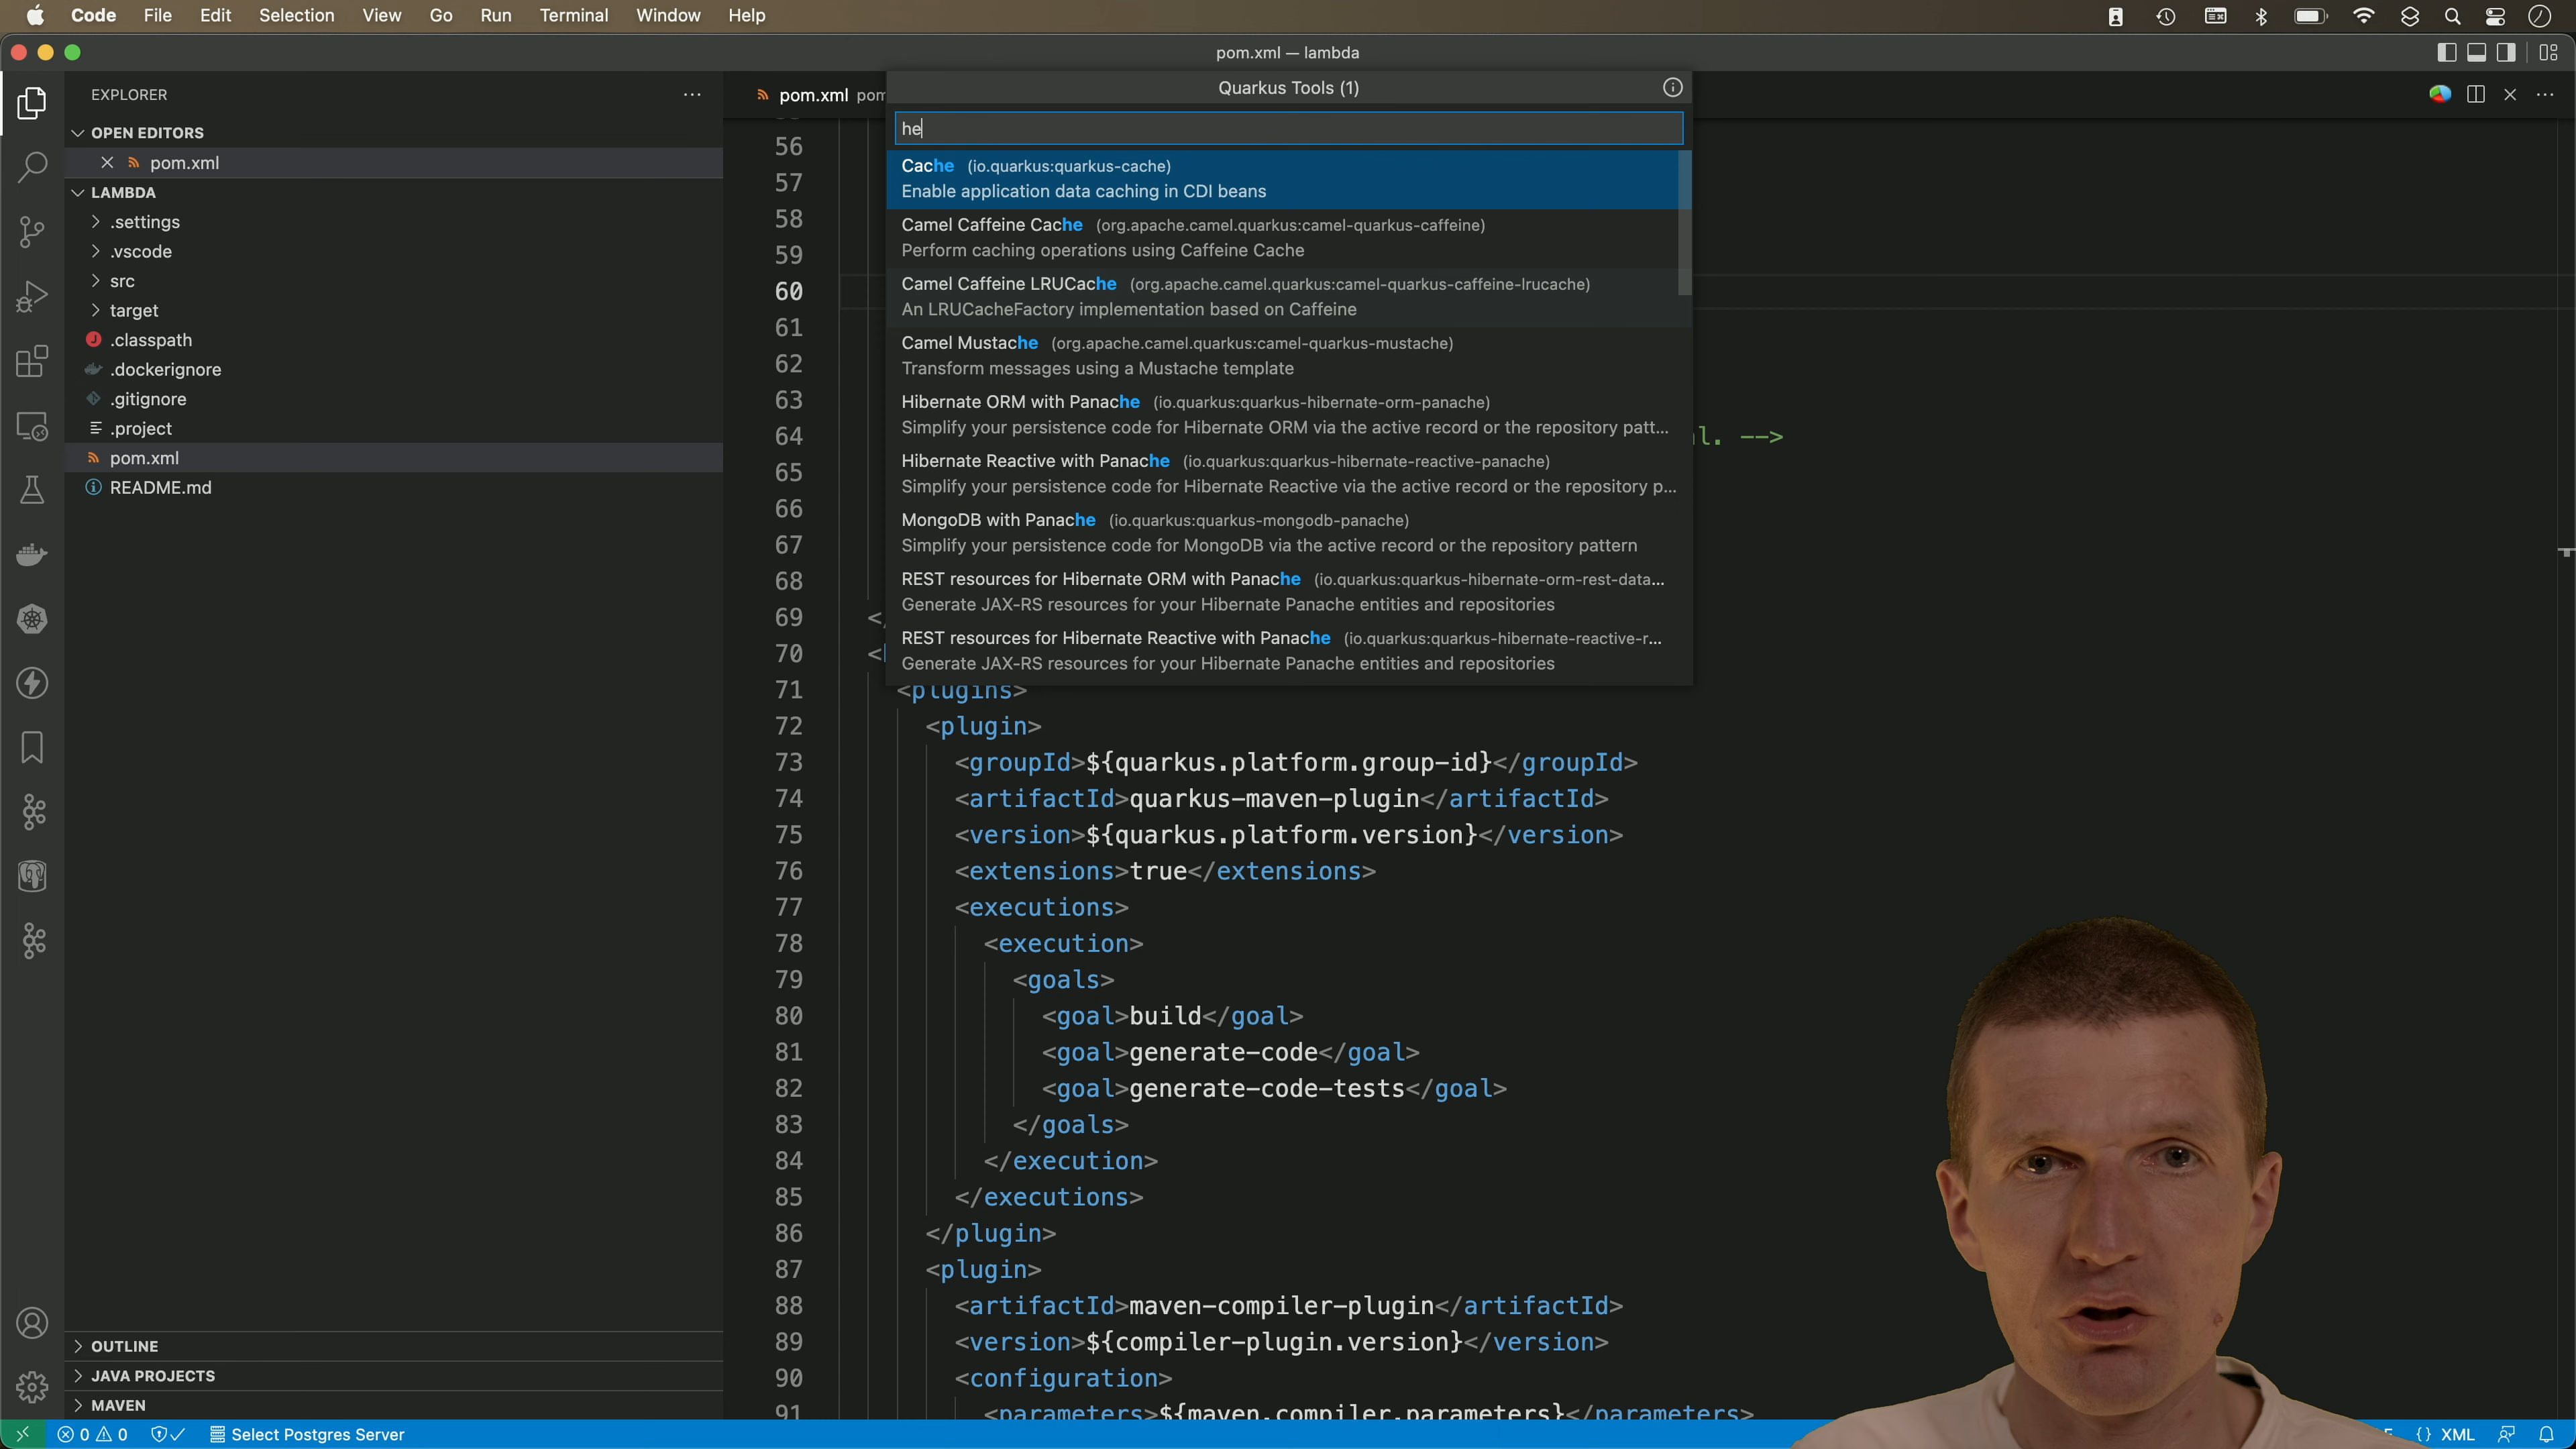 Code File Edit Selection View Go Run Terminal Window Help
pom.xml — lambda
EXPLORER
OPEN EDITORS
pom.xml
LAMBDA
.settings
.vscode
src
target
.classpath
.dockerignore
.gitignore
.project
pom.xml
README.md
OUTLINE
JAVA PROJECTS
MAVEN
pom.xml pom
Quarkus Tools (1)
he
Cache (io.quarkus:quarkus-cache)
Enable application data caching in CDI beans
Camel Caffeine Cache (org.apache.camel.quarkus:camel-quarkus-caffeine)
Perform caching operations using Caffeine Cache
Camel Caffeine LRUCache (org.apache.camel.quarkus:camel-quarkus-caffeine-lrucache)
An LRUCacheFactory implementation based on Caffeine
Camel Mustache (org.apache.camel.quarkus:camel-quarkus-mustache)
Transform messages using a Mustache template
Hibernate ORM with Panache (io.quarkus:quarkus-hibernate-orm-panache)
Simplify your persistence code for Hibernate ORM via the active record or the repository patt...
Hibernate Reactive with Panache (io.quarkus:quarkus-hibernate-reactive-panache)
Simplify your persistence code for Hibernate Reactive via the active record or the repository p...
MongoDB with Panache (io.quarkus:quarkus-mongodb-panache)
Simplify your persistence code for MongoDB via the active record or the repository pattern
REST resources for Hibernate ORM with Panache (io.quarkus:quarkus-hibernate-orm-rest-data...
Generate JAX-RS resources for your Hibernate Panache entities and repositories
REST resources for Hibernate Reactive with Panache (io.quarkus:quarkus-hibernate-reactive-r...
Generate JAX-RS resources for your Hibernate Panache entities and repositories
56
57
58
59
60
61
62
63
64 l. -->
65
66
67
68
69 </
70 <
71 <plugins>
72 <plugin>
73 <groupId>${quarkus.platform.group-id}</groupId>
74 <artifactId>quarkus-maven-plugin</artifactId>
75 <version>${quarkus.platform.version}</version>
76 <extensions>true</extensions>
77 <executions>
78 <execution>
79 <goals>
80 <goal>build</goal>
81 <goal>generate-code</goal>
82 <goal>generate-code-tests</goal>
83 </goals>
84 </execution>
85 </executions>
86 </plugin>
87 <plugin>
88 <artifactId>maven-compiler-plugin</artifactId>
89 <version>${compiler-plugin.version}</version>
90 <configuration>
91 <parameters>${maven.compiler.parameters}</parameters>
0 0 Select Postgres Server {} XML